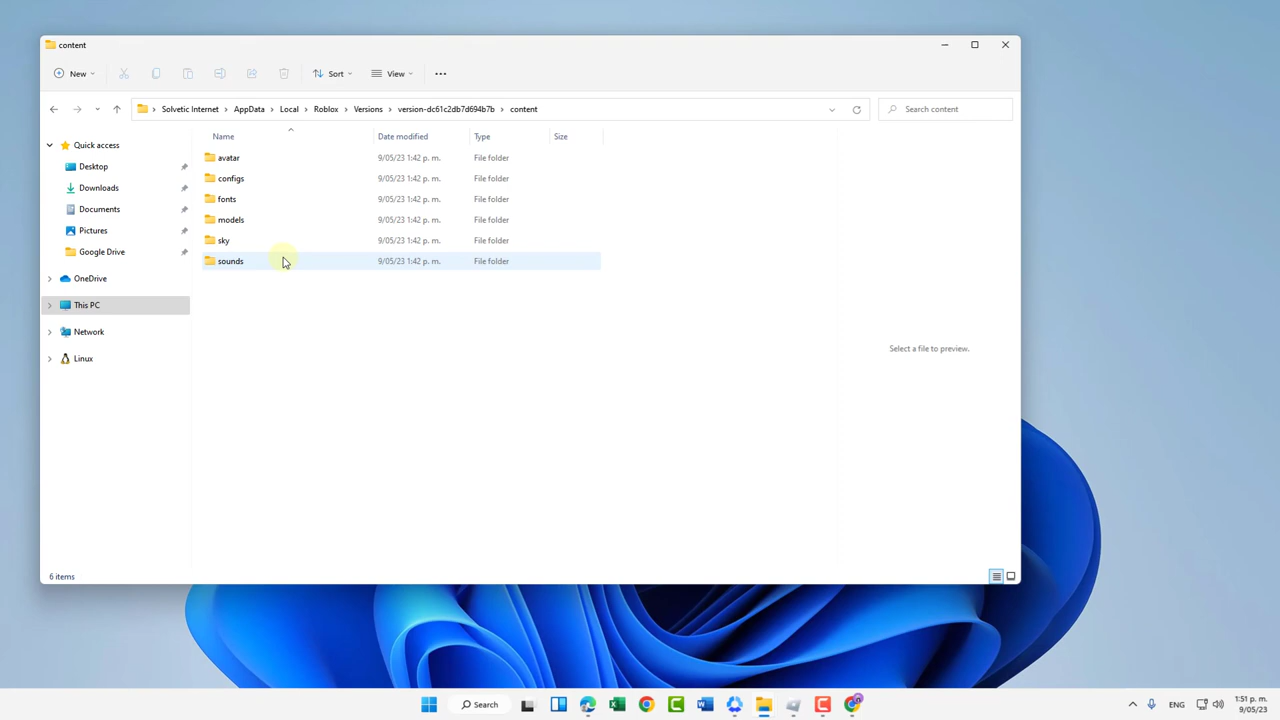 content
New
Sort
View
Solvetic Internet > AppData > Local > Roblox > Versions > version-dc61c2db7d694b7b > content
Search content
Name Date modified Type Size
Quick access
Desktop
Downloads
Documents
Pictures
Google Drive
OneDrive
This PC
Network
Linux
avatar 9/05/23 1:42 p. m. File folder
configs 9/05/23 1:42 p. m. File folder
fonts 9/05/23 1:42 p. m. File folder
models 9/05/23 1:42 p. m. File folder
sky 9/05/23 1:42 p. m. File folder
sounds 9/05/23 1:42 p. m. File folder
Select a file to preview.
6 items
Search
ENG
1:51 p. m.
9/05/23